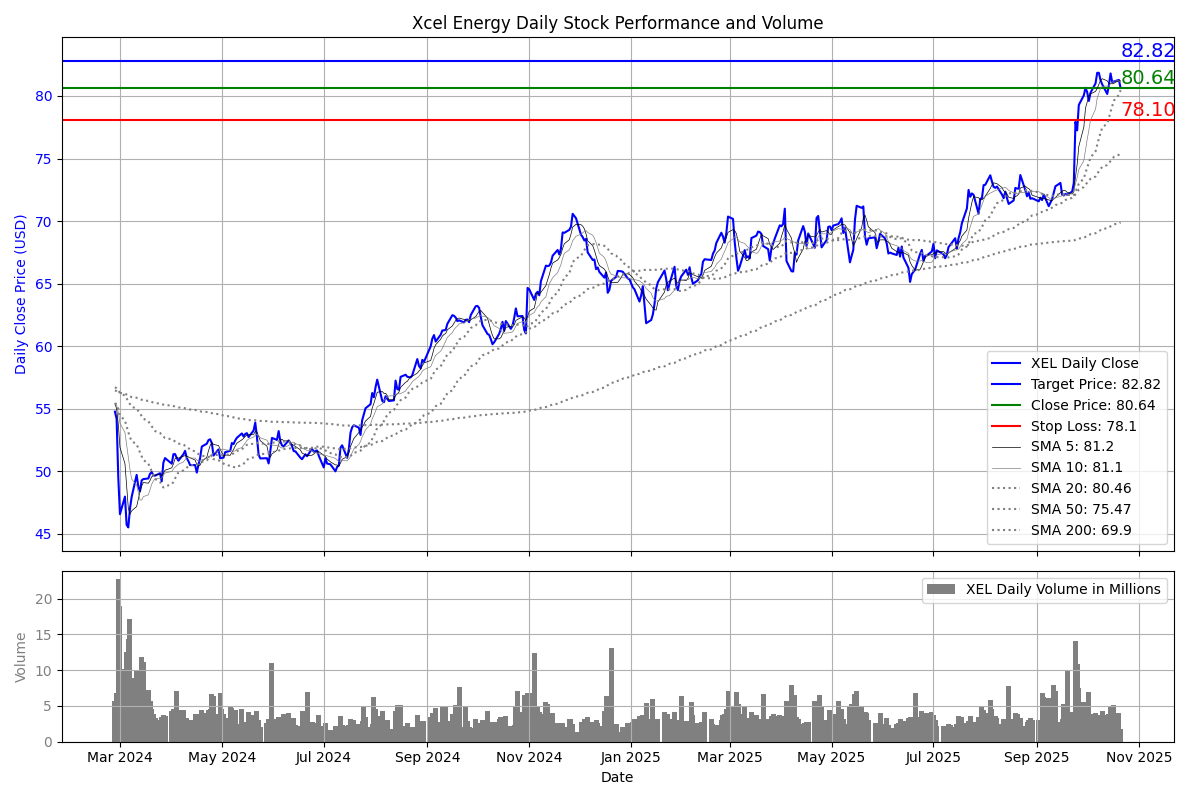 Xcel Energy Daily Stock Performance and Volume
82.82
80.64
78.10
80
75
70
65
60
55
50
45
Daily Close Price (USD)
XEL Daily Close
Target Price: 82.82
Close Price: 80.64
Stop Loss: 78.1
SMA 5: 81.2
SMA 10: 81.1
SMA 20: 80.46
SMA 50: 75.47
SMA 200: 69.9
20
15
10
5
0
Volume
XEL Daily Volume in Millions
Mar 2024 May 2024 Jul 2024 Sep 2024 Nov 2024 Jan 2025 Mar 2025 May 2025 Jul 2025 Sep 2025 Nov 2025
Date